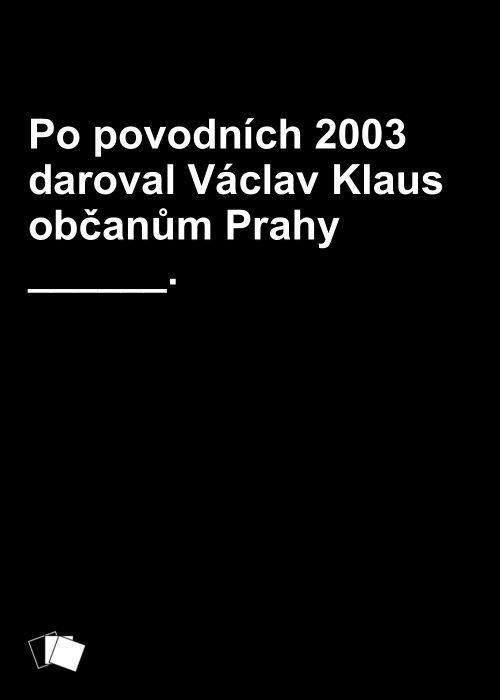 Po povodních 2003
daroval Václav Klaus
občanům Prahy
______.